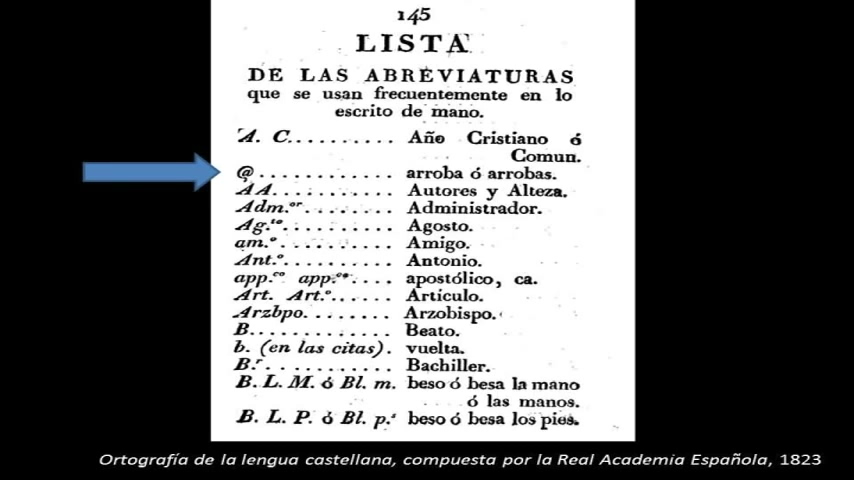 145
LISTA
DE LAS ABREVIATURAS
que se usan frecuentemente en lo
escrito de mano.
A. C.......... Año Cristiano ó
Comun.
@............ arroba ó arrobas.
AA........... Autores y Alteza.
Adm.ᵒʳ........ Administrador.
Ag.ᵗᵒ.......... Agosto.
am.ᵒ.......... Amigo.
Ant.ᵒ.......... Antonio.
app.ᶜᵒ app.ᶜᵃ.... apostólico, ca.
Art. Art.ᵒ...... Artículo.
Arzbpo........ Arzobispo.
B............. Beato.
b. (en las citas). vuelta.
B.ʳ............ Bachiller.
B. L. M. ó Bl. m. beso ó besa la mano
ó las manos.
B. L. P. ó Bl. p.ˢ beso ó besa los pies.
Ortografía de la lengua castellana, compuesta por la Real Academia Española, 1823